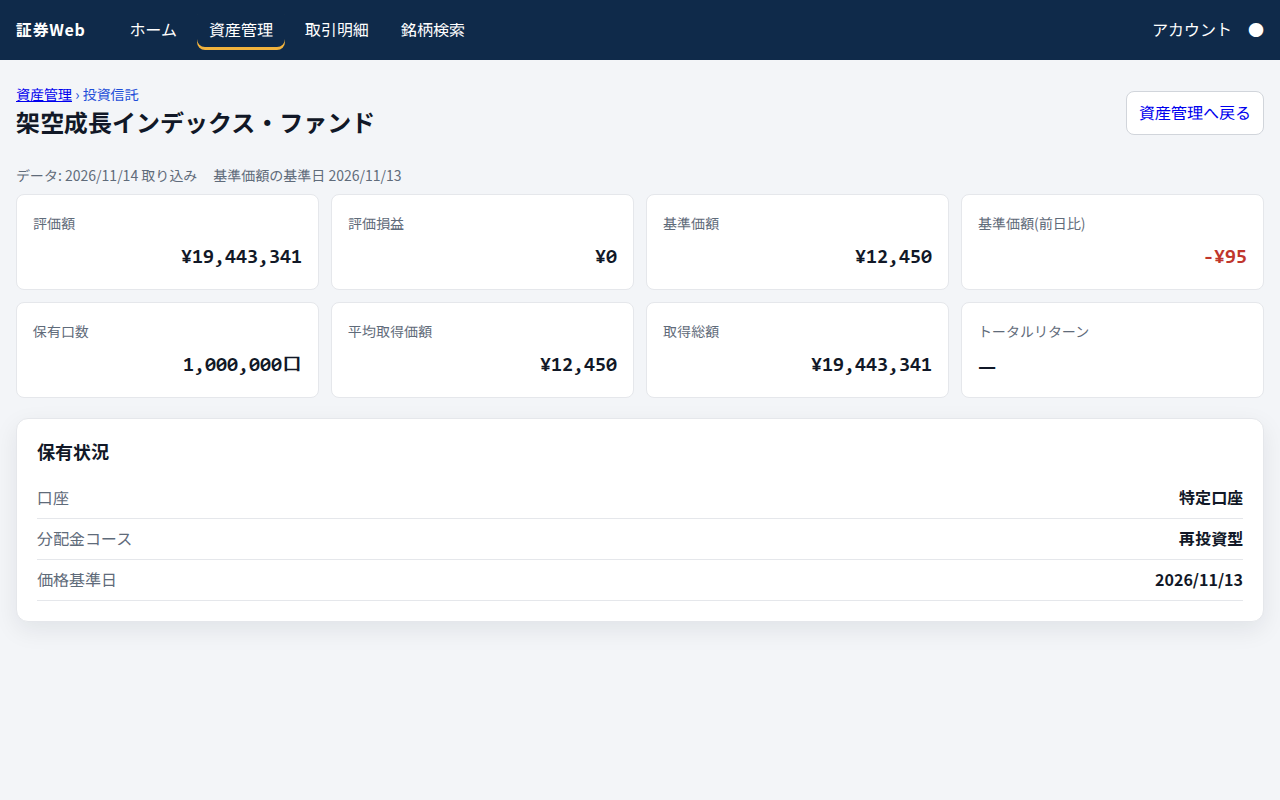 証券Web ホーム 資産管理 取引明細 銘柄検索 アカウント
資産管理 › 投資信託
架空成長インデックス・ファンド
資産管理へ戻る
データ: 2026/11/14 取り込み 基準価額の基準日 2026/11/13
評価額
¥19,443,341
評価損益
¥0
基準価額
¥12,450
基準価額(前日比)
-¥95
保有口数
1,000,000口
平均取得価額
¥12,450
取得総額
¥19,443,341
トータルリターン
—
保有状況
口座 特定口座
分配金コース 再投資型
価格基準日 2026/11/13